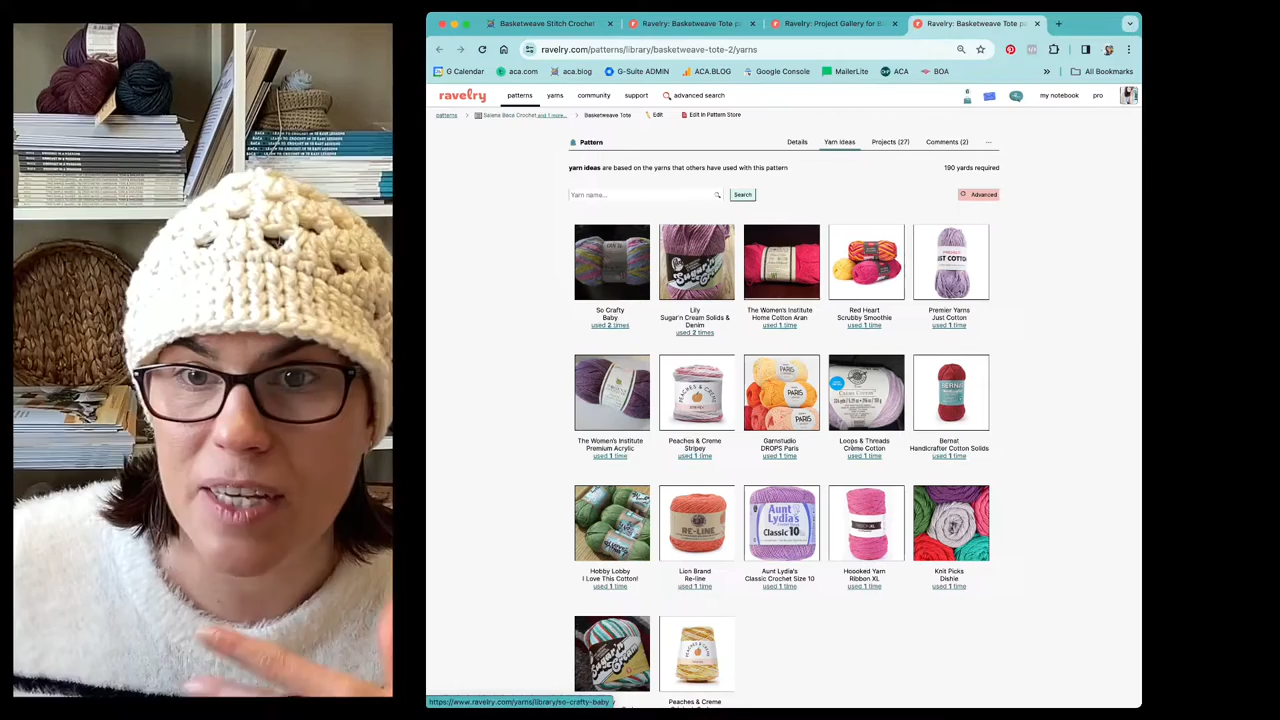 Basketweave Stitch Crochet
Ravelry: Basketweave Tote p
Ravelry: Project Gallery for B
Ravelry: Basketweave Tote p
ravelry.com/patterns/library/basketweave-tote-2/yarns
G Calendar
aca.com
aca.blog
G-Suite ADMIN
ACA.BLOG
Google Console
MailerLite
ACA
BOA
»
All Bookmarks
ravelry
patterns
yarns
community
support
advanced search
6
my notebook
pro
patterns
Salena Baca Crochet and 1 more...
Basketweave Tote
Edit
Edit in Pattern Store
Pattern
Details
Yarn Ideas
Projects (27)
Comments (2)
yarn ideas are based on the yarns that others have used with this pattern
190 yards required
Yarn name...
Search
Advanced
So Crafty
Baby
used 2 times
Lily
Sugar'n Cream Solids &
Denim
used 2 times
The Women's Institute
Home Cotton Aran
used 1 time
Red Heart
Scrubby Smoothie
used 1 time
Premier Yarns
Just Cotton
used 1 time
The Women's Institute
Premium Acrylic
used 1 time
Peaches & Creme
Stripey
used 1 time
Garnstudio
DROPS Paris
used 1 time
Loops & Threads
Crème Cotton
used 1 time
Bernat
Handicrafter Cotton Solids
used 1 time
Hobby Lobby
I Love This Cotton!
used 1 time
Lion Brand
Re-line
used 1 time
Aunt Lydia's
Classic Crochet Size 10
used 1 time
Hoooked Yarn
Ribbon XL
used 1 time
Knit Picks
Dishie
used 1 time
Peaches & Creme
https://www.ravelry.com/yarns/library/so-crafty-baby